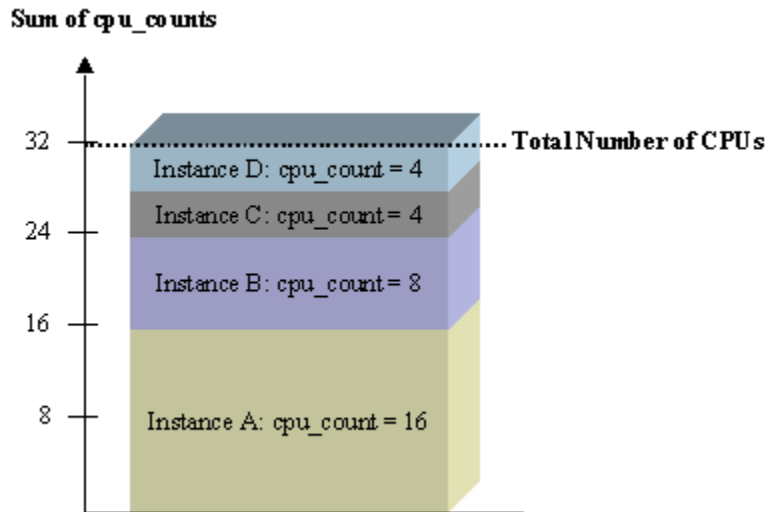 Sum of cpu_counts
32
Total Number of CPUs
Instance D: cpu_count = 4
Instance C: cpu_count = 4
24
Instance B: cpu_count = 8
16
8
Instance A: cpu_count = 16